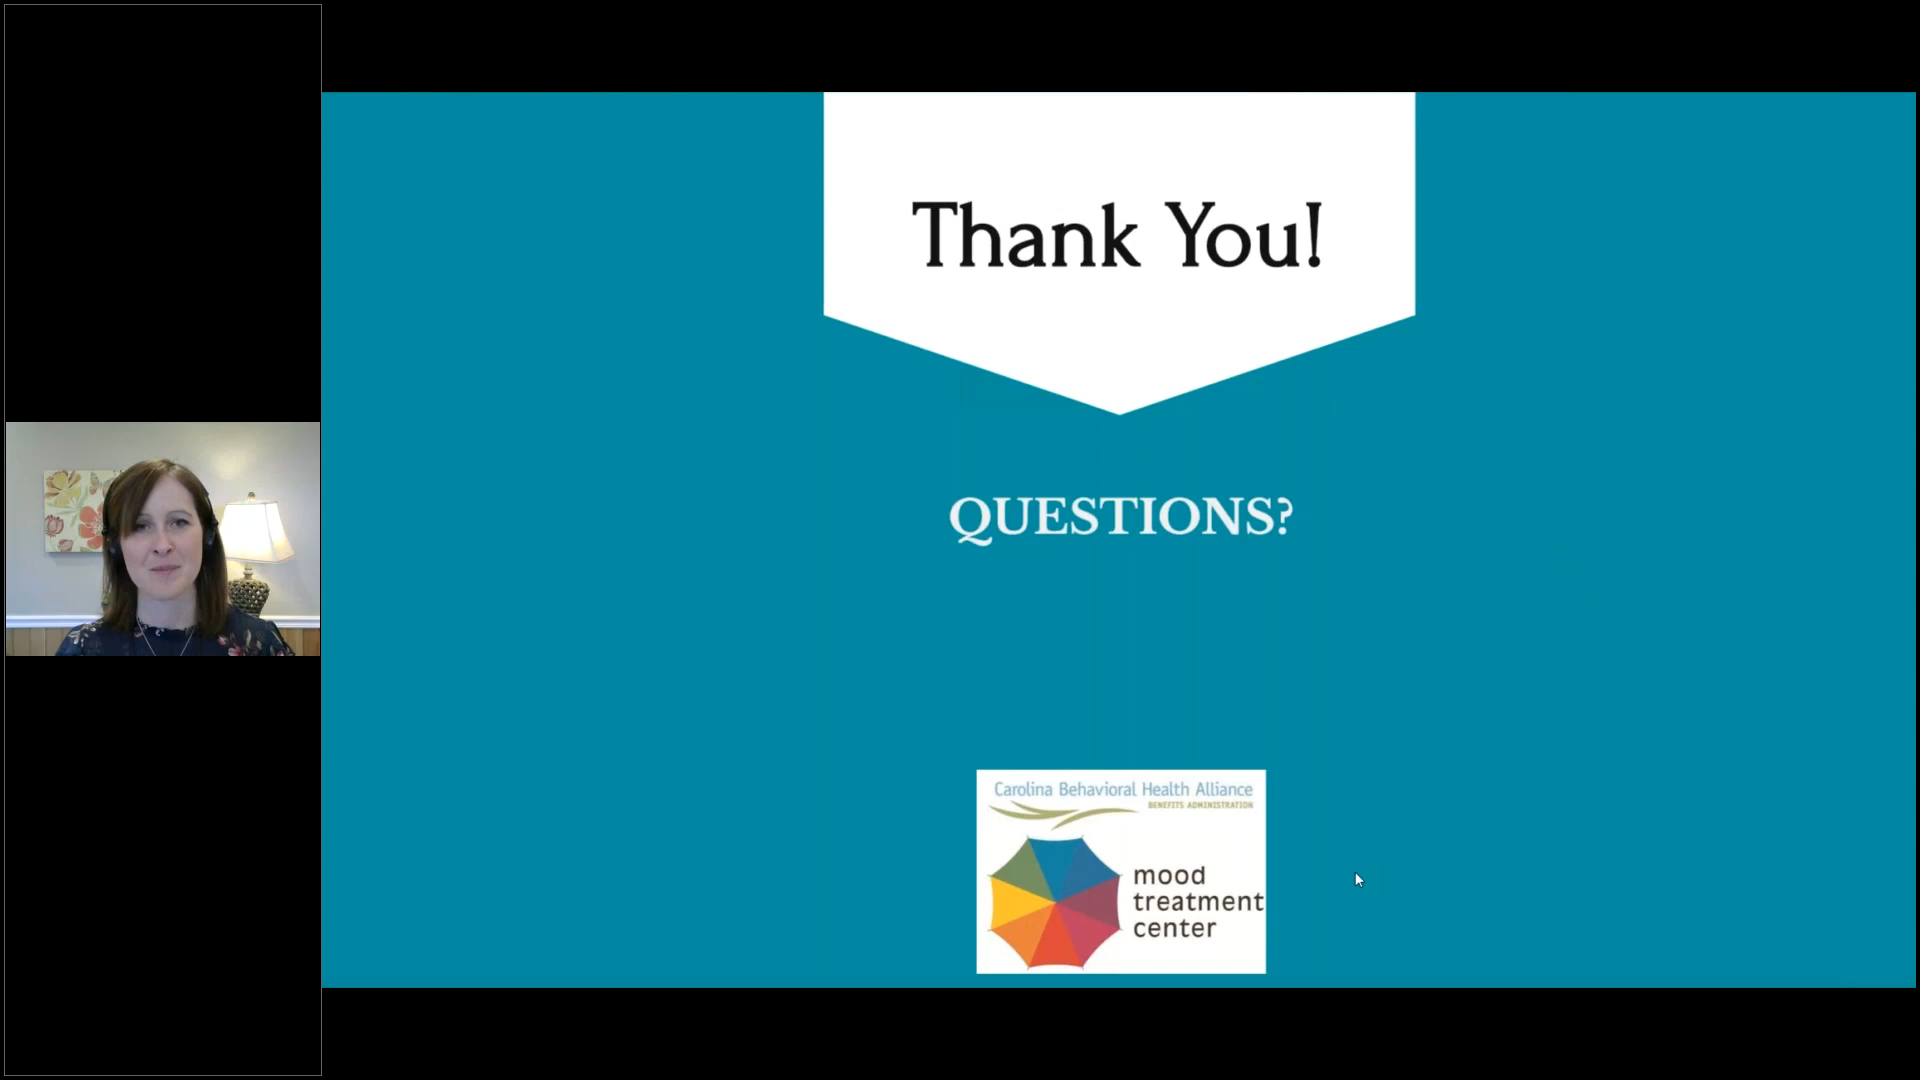 Thank You!
QUESTIONS?
Carolina Behavioral Health Alliance
BENEFITS ADMINISTRATION
mood
treatment
center